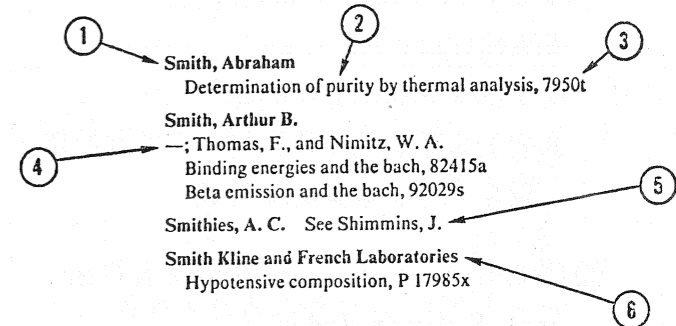 1
2
3
Smith, Abraham
Determination of purity by thermal analysis, 7950t
Smith, Arthur B.
4
—; Thomas, F., and Nimitz, W. A.
Binding energies and the bach, 82415a
Beta emission and the bach, 92029s
5
Smithies, A. C. See Shimmins, J.
Smith Kline and French Laboratories
Hypotensive composition, P 17985x
6